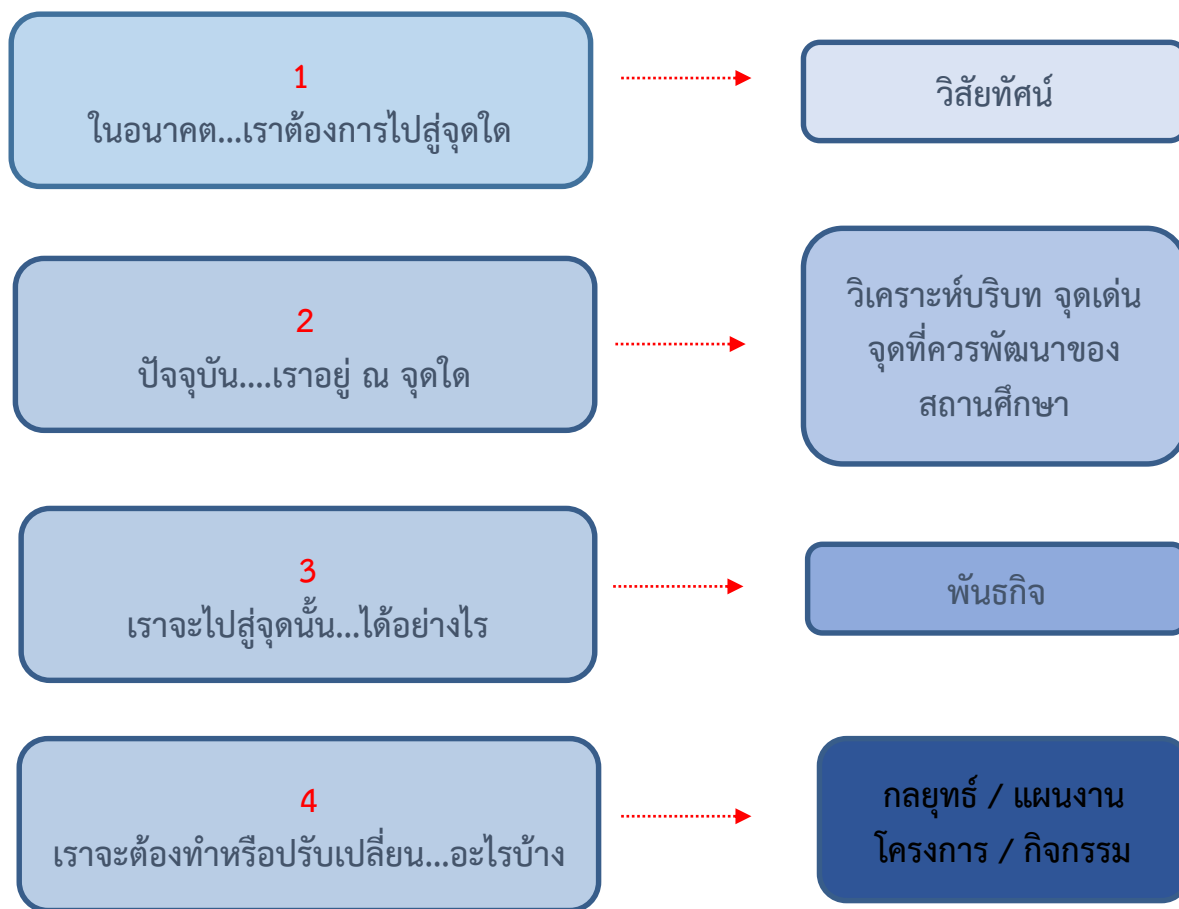 1
ในอนาคต...เราต้องการไปสู่จุดใด
วิสัยทัศน์
2
ปัจจุบัน....เราอยู่ ณ จุดใด
วิเคราะห์บริบท จุดเด่น
จุดที่ควรพัฒนาของ
สถานศึกษา
3
เราจะไปสู่จุดนั้น...ได้อย่างไร
พันธกิจ
4
เราจะต้องทำหรือปรับเปลี่ยน...อะไรบ้าง
กลยุทธ์ / แผนงาน
โครงการ / กิจกรรม